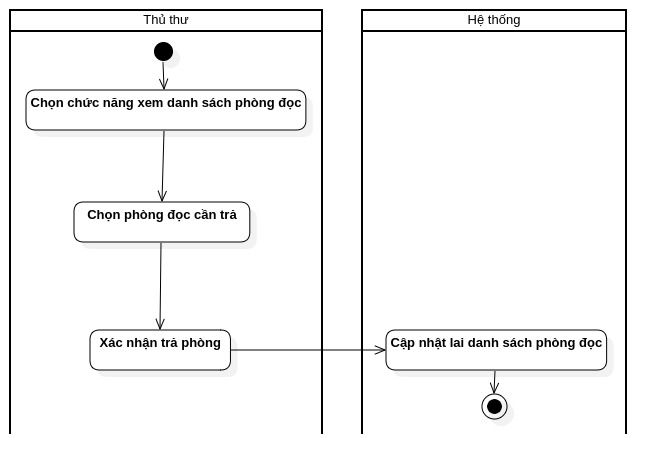 Thủ thư
Hệ thống
Chọn chức năng xem danh sách phòng đọc
Chọn phòng đọc cần trả
Xác nhận trả phòng
Cập nhật lai danh sách phòng đọc